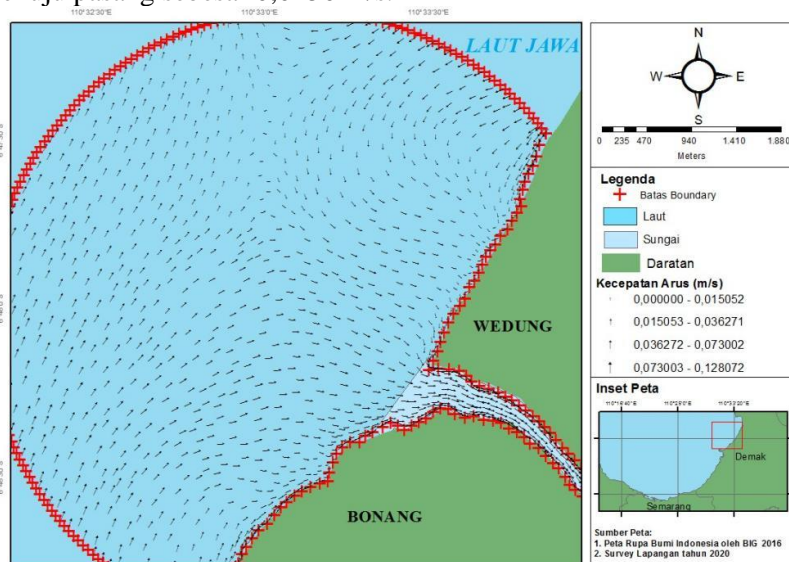 110°32'30"E 110°33'0"E 110°33'30"E
LAUT JAWA
WEDUNG
BONANG
N
W E
S
0 235 470 940 1.410 1.880
Meters
Legenda
Batas Boundary
Laut
Sungai
Daratan
Kecepatan Arus (m/s)
0,000000 - 0,015052
0,015053 - 0,036271
0,036272 - 0,073002
0,073003 - 0,128072
Inset Peta
110°33'20"E
Demak
Semarang
Sumber Peta:
1. Peta Rupa Bumi Indonesia oleh BIG 2016
2. Survey Lapangan tahun 2020